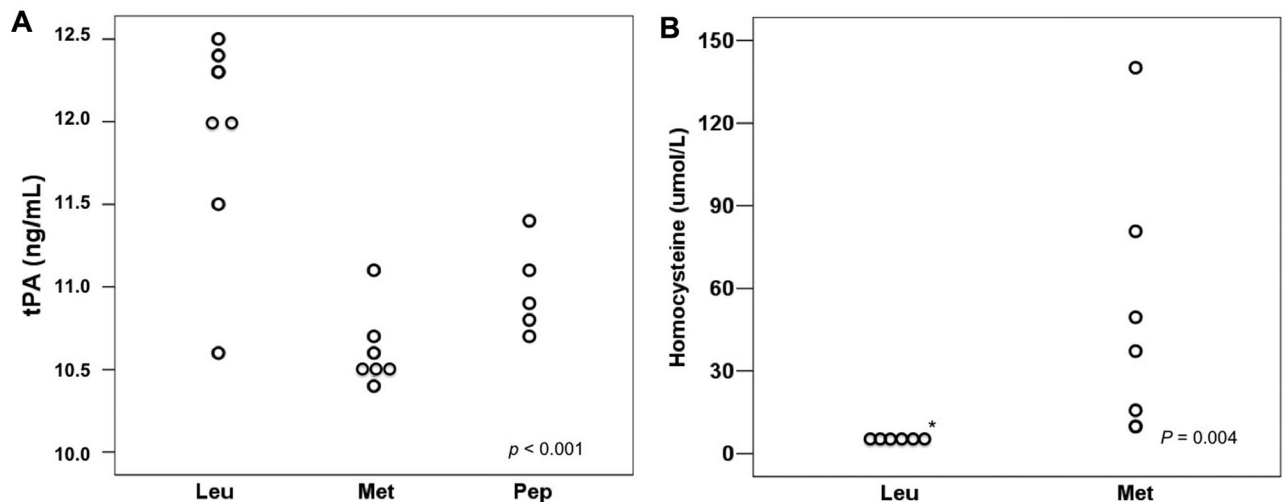 A
tPA (ng/mL)
12.5
12.0
11.5
11.0
10.5
10.0
p < 0.001
Leu Met Pep
B
Homocysteine (umol/L)
150
120
90
60
30
0
*
P = 0.004
Leu Met